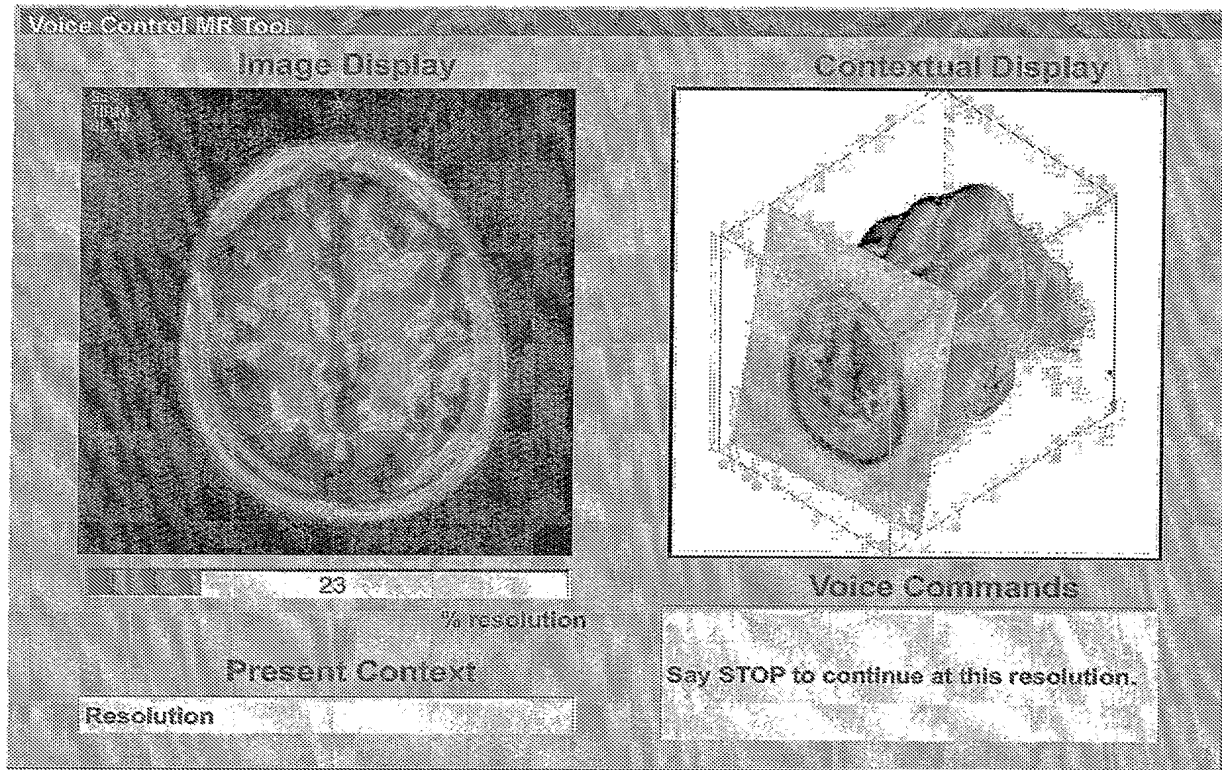 Voice Control MR Tool
Image Display
Contextual Display
23
% resolution
Voice Commands
Say STOP to continue at this resolution.
Present Context
Resolution